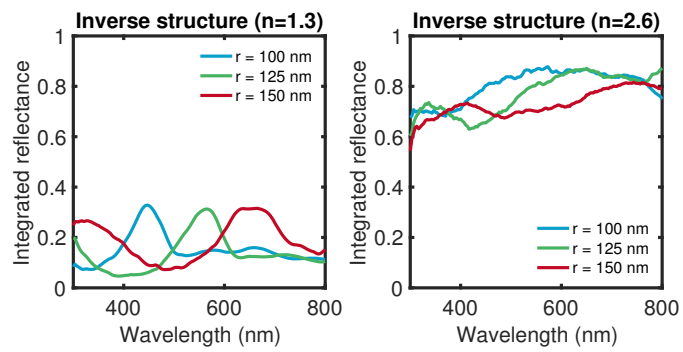 Inverse structure (n=1.3)
Integrated reflectance
1
0.8
0.6
0.4
0.2
0
r = 100 nm
r = 125 nm
r = 150 nm
400
600
800
Wavelength (nm)
Inverse structure (n=2.6)
Integrated reflectance
1
0.8
0.6
0.4
0.2
0
r = 100 nm
r = 125 nm
r = 150 nm
400
600
800
Wavelength (nm)